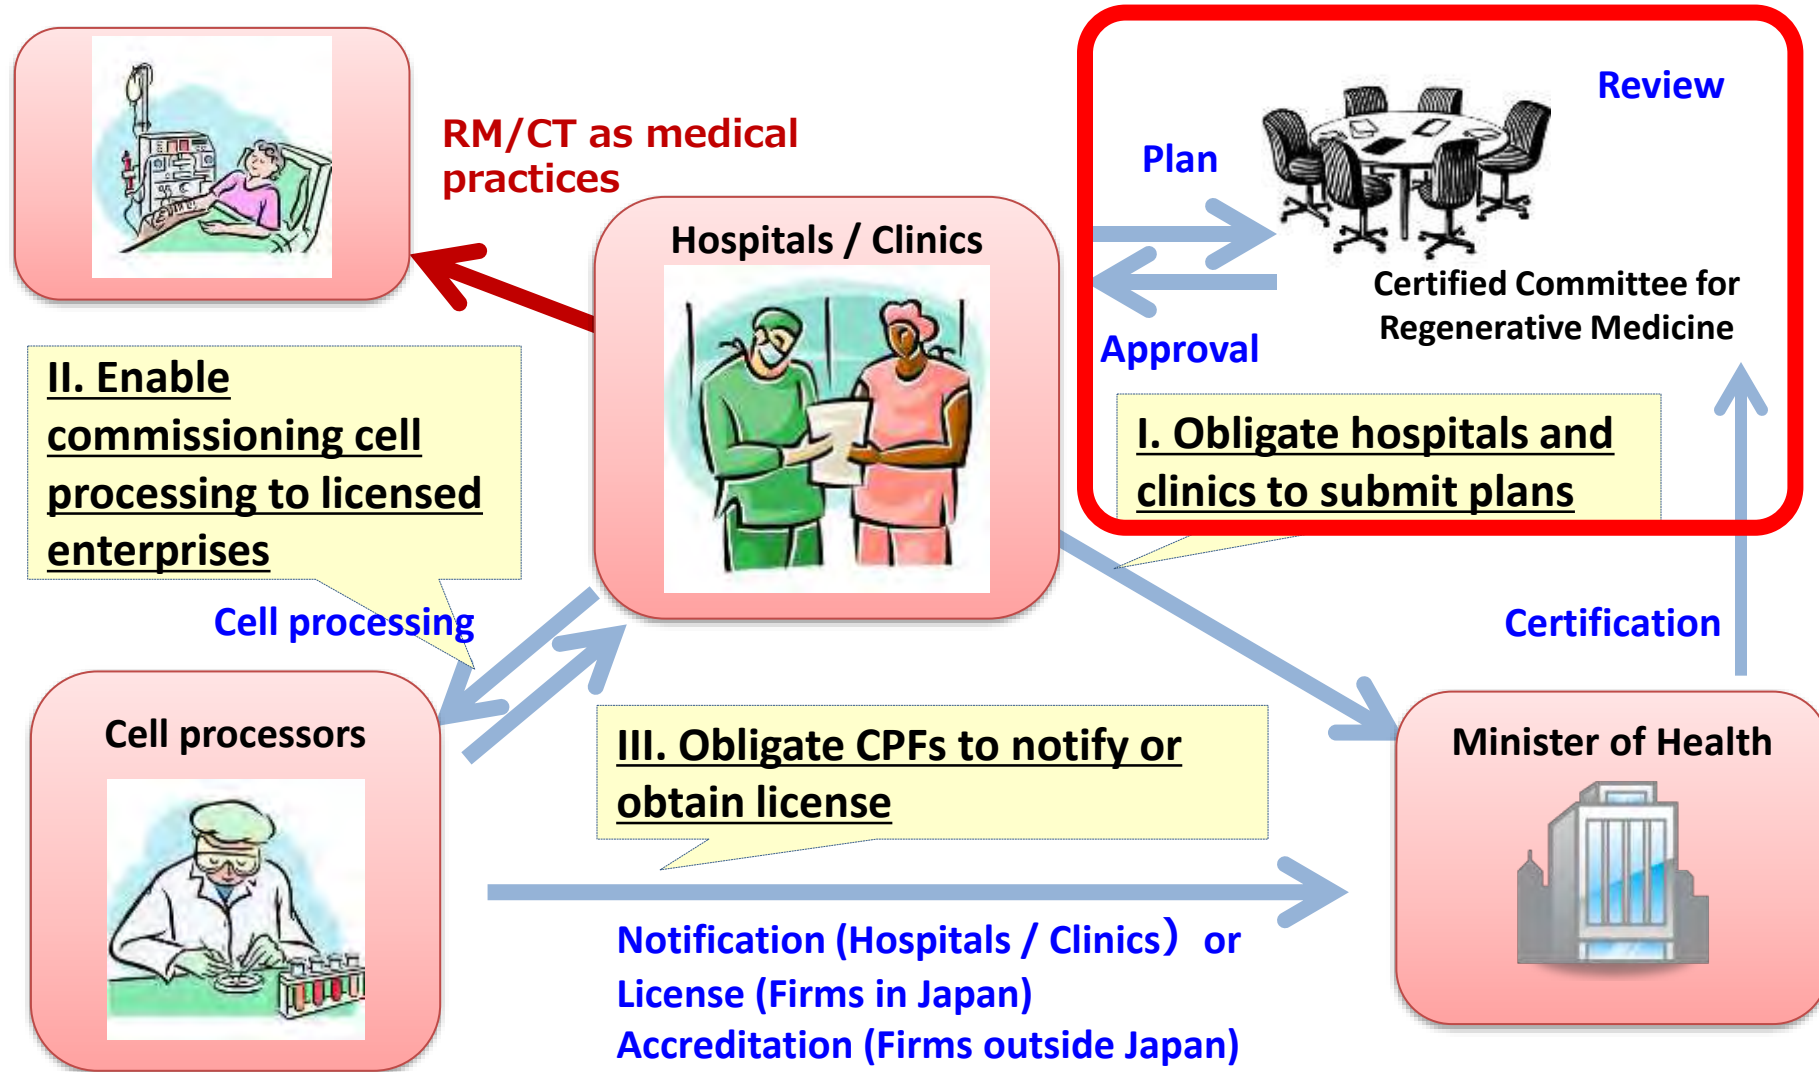 RM/CT as medical
practices
Review
Plan
Hospitals / Clinics
Certified Committee for
Regenerative Medicine
Approval
II. Enable
commissioning cell
processing to licensed
enterprises
I. Obligate hospitals and
clinics to submit plans
Cell processing
Certification
Cell processors
III. Obligate CPFs to notify or
obtain license
Minister of Health
Notification (Hospitals / Clinics）or
License (Firms in Japan)
Accreditation (Firms outside Japan)